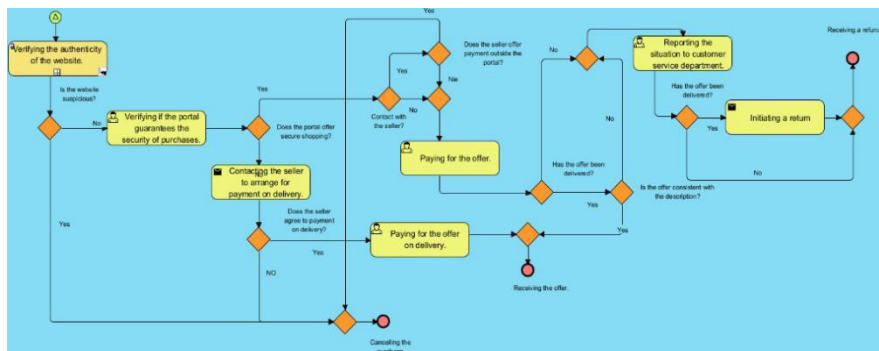 Yes
Receiving a refund
Verifying the authenticity
of the website.
Does the seller offer
payment outside the
portal?
No
Reporting the
situation to customer
service department.
Is the website
suspicious?
Yes
Nie
Has the offer been
delivered?
No
Verifying if the portal
guarantees the
security of purchases.
Yes
No
Contact with
the seller?
Does the portal offer
secure shopping?
No
Yes
Initiating a return
Paying for the offer.
No
Contacting the seller
to arrange for
payment on delivery.
Has the offer been
delivered?
Yes
Is the offer consistent with
the description?
No
Does the seller
agree to payment
on delivery?
Yes
Yes
Paying for the offer
on delivery.
Yes
Yes
NO
Receiving the offer.
Cancelling the